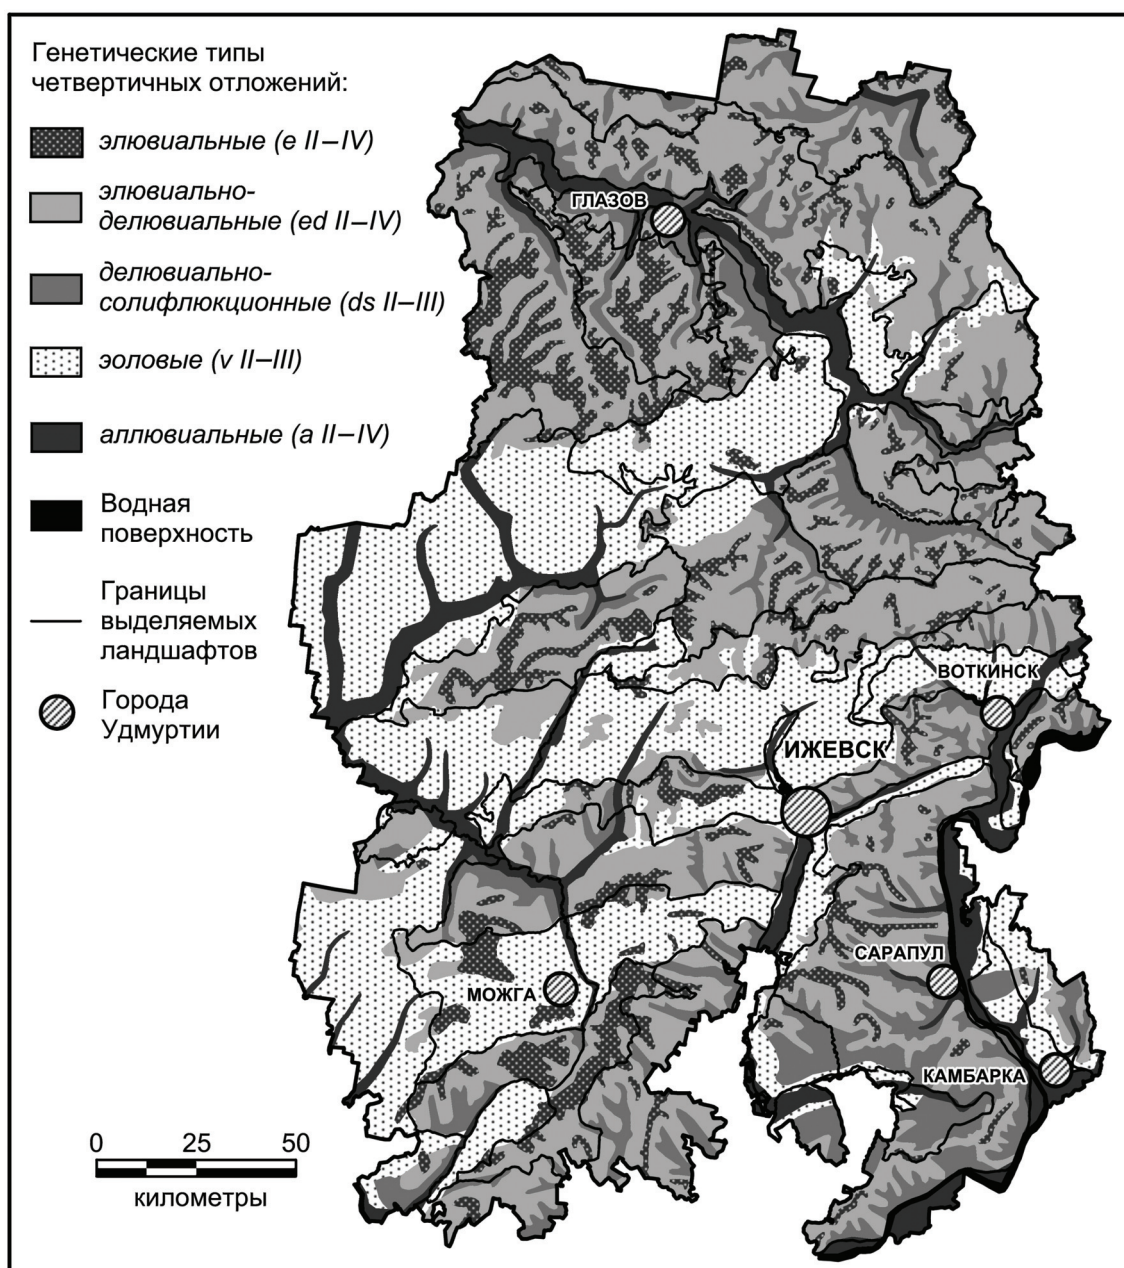 Генетические типы
четвертичных отложений:
элювиальные (e II–IV)
элювиально-
делювиальные (ed II–IV)
делювиально-
солифлюкционные (ds II–III)
эоловые (v II–III)
аллювиальные (a II–IV)
Водная
поверхность
Границы
выделяемых
ландшафтов
Города
Удмуртии
ГЛАЗОВ
ВОТКИНСК
ИЖЕВСК
САРАПУЛ
МОЖГА
КАМБАРКА
0 25 50
километры